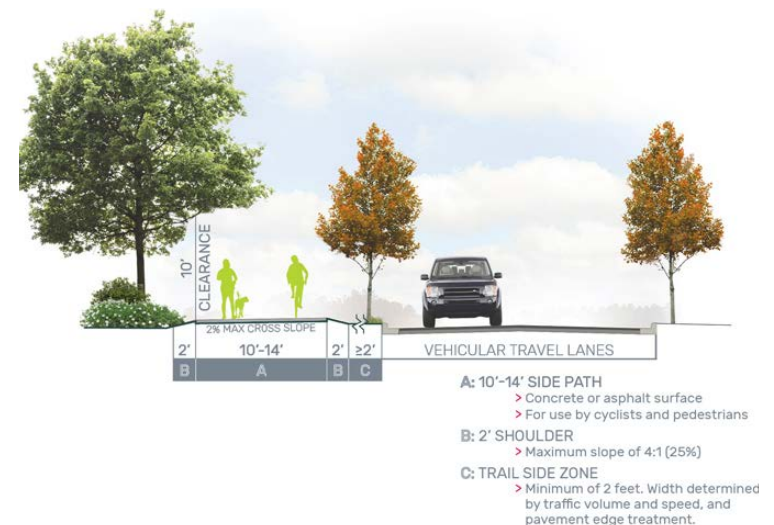 10'
CLEARANCE
2% MAX CROSS SLOPE
2' 10'-14' 2' ≥2' VEHICULAR TRAVEL LANES
B A B C
A: 10'-14' SIDE PATH
> Concrete or asphalt surface
> For use by cyclists and pedestrians
B: 2' SHOULDER
> Maximum slope of 4:1 (25%)
C: TRAIL SIDE ZONE
> Minimum of 2 feet. Width determined
by traffic volume and speed, and
pavement edge treatment.